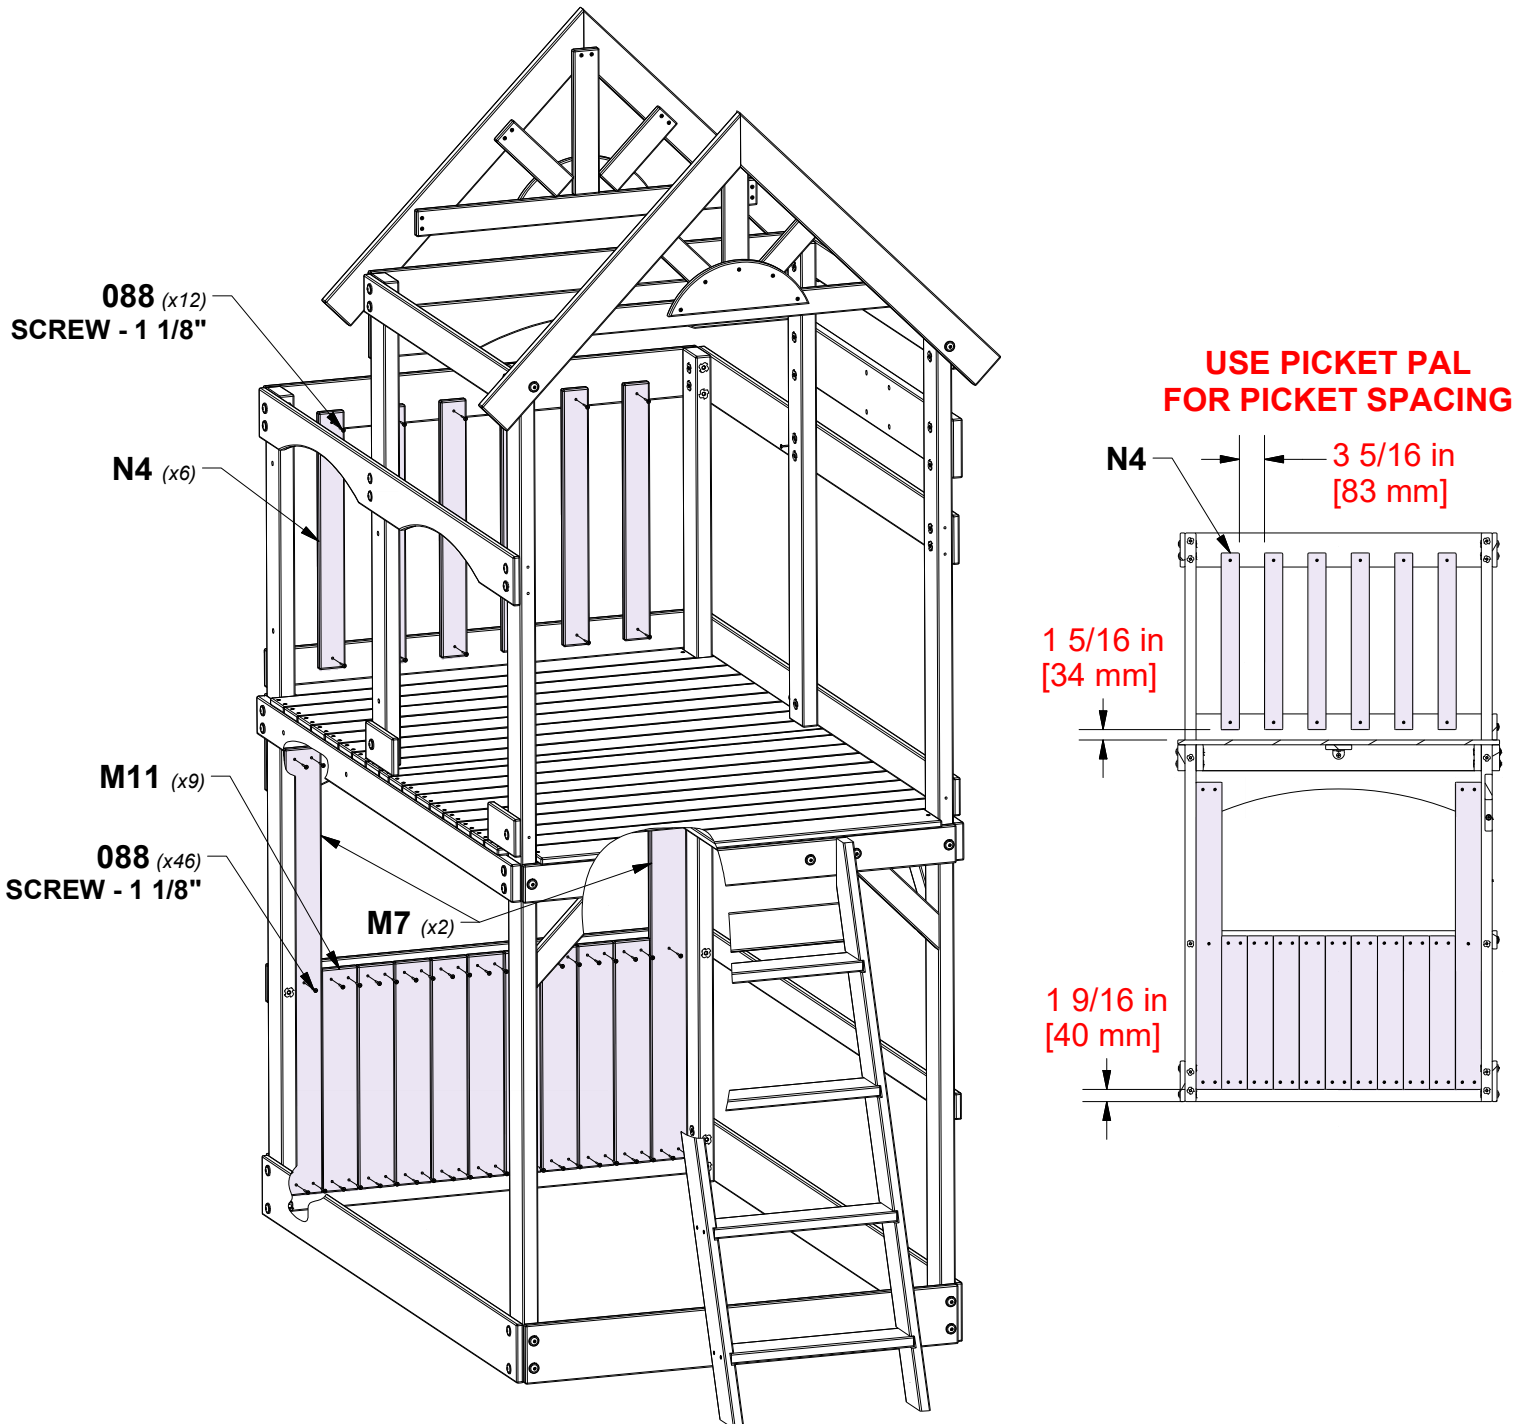 088 (x12)
SCREW - 1 1/8"
N4 (x6)
M11 (x9)
088 (x46)
SCREW - 1 1/8"
M7 (x2)
USE PICKET PAL
FOR PICKET SPACING
N4
3 5/16 in
[83 mm]
1 5/16 in
[34 mm]
1 9/16 in
[40 mm]